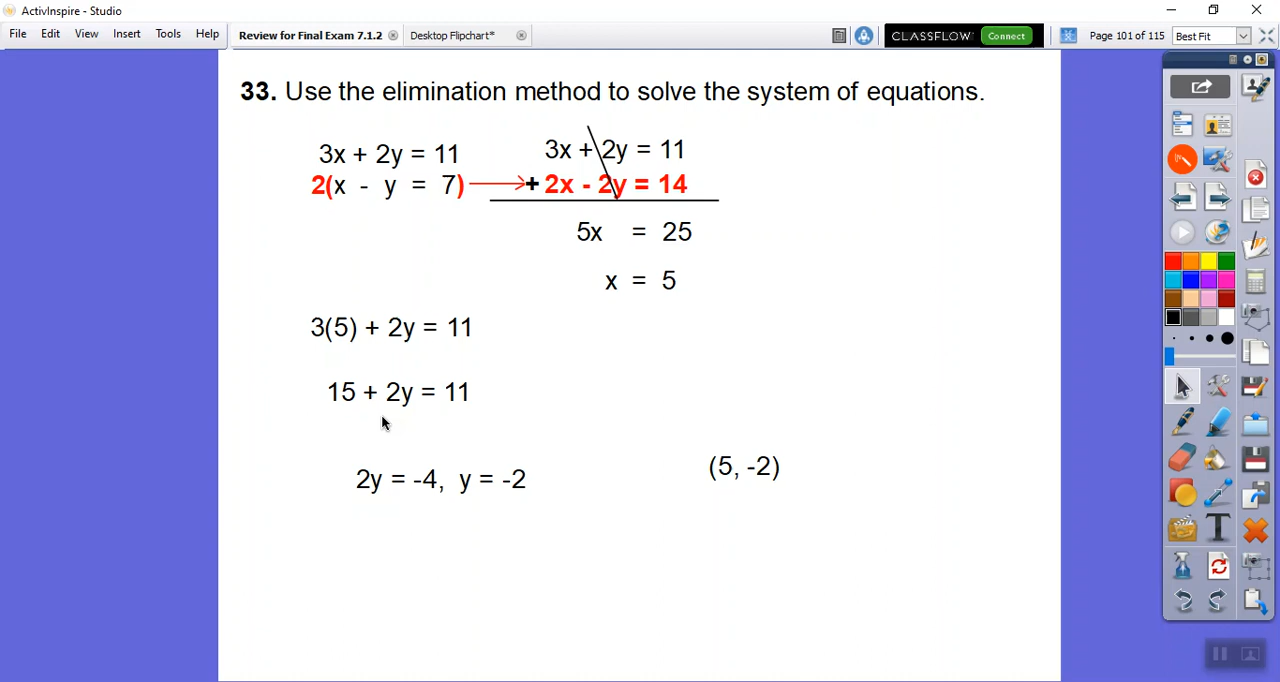 ActivInspire - Studio
File Edit View Insert Tools Help
Review for Final Exam 7.1.2
Desktop Flipchart*
CLASSFLOW
Connect
Page 101 of 115
Best Fit
33. Use the elimination method to solve the system of equations.
3x + 2y = 11
2(x - y = 7)
3x + 2y = 11
+ 2x - 2y = 14
5x = 25
x = 5
3(5) + 2y = 11
15 + 2y = 11
2y = -4, y = -2
(5, -2)